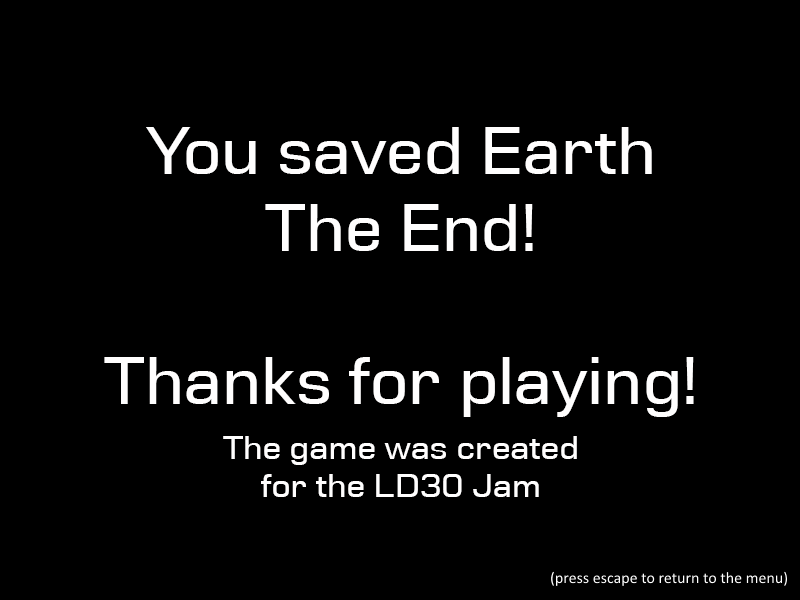 You saved Earth
The End!
Thanks for playing!
The game was created
for the LD30 Jam
(press escape to return to the menu)